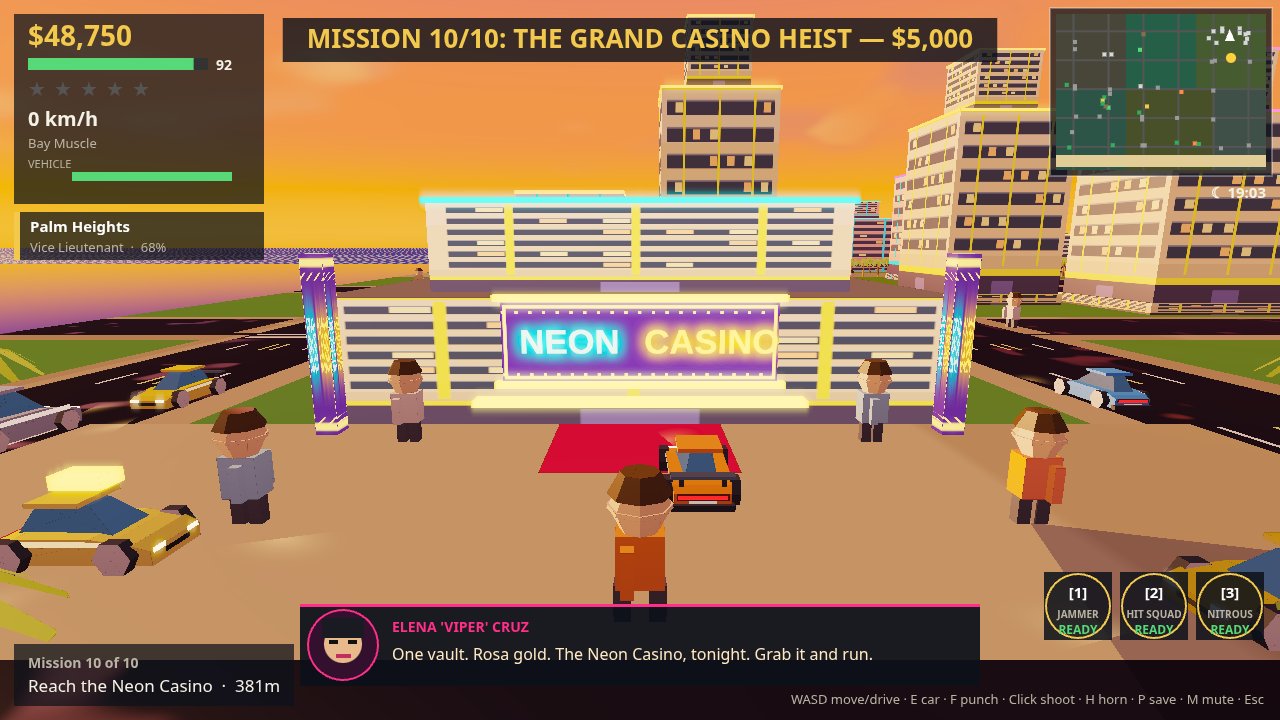 $48,750
92
★ ★ ★ ★ ★
0 km/h
Bay Muscle
VEHICLE
Palm Heights
Vice Lieutenant · 68%
MISSION 10/10: THE GRAND CASINO HEIST — $5,000
☾ 19:03
NEON CASINO
[1]
JAMMER
READY
[2]
HIT SQUAD
READY
[3]
NITROUS
READY
ELENA 'VIPER' CRUZ
One vault. Rosa gold. The Neon Casino, tonight. Grab it and run.
Mission 10 of 10
Reach the Neon Casino · 381m
WASD move/drive · E car · F punch · Click shoot · H horn · P save · M mute · Esc